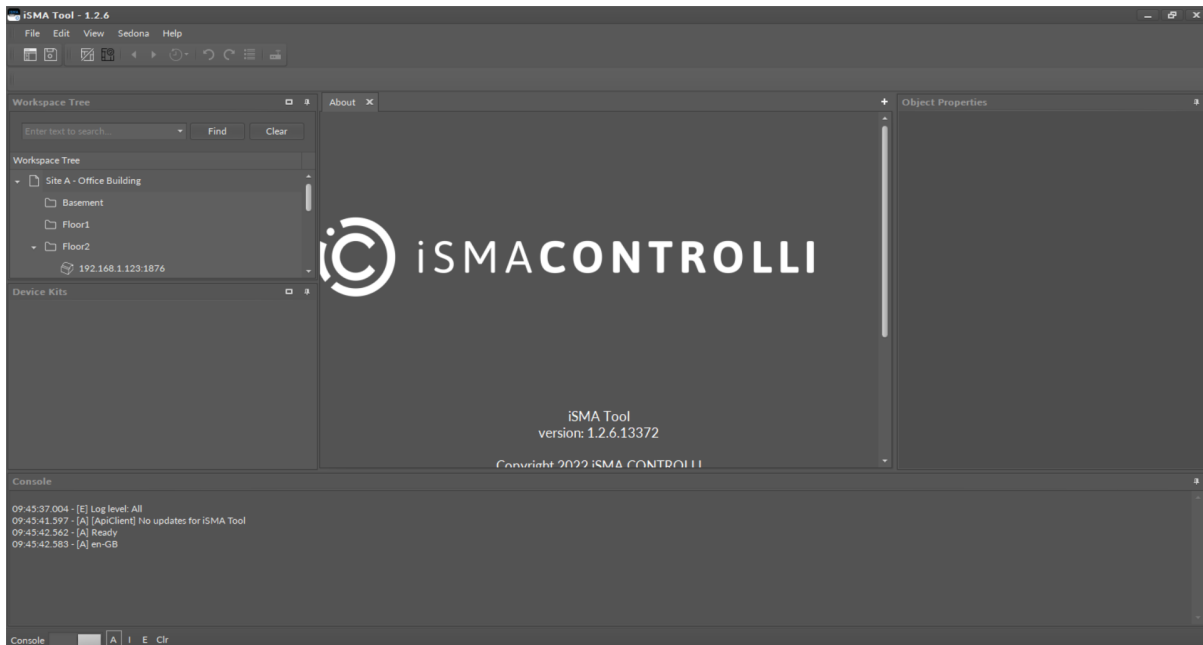 iSMA Tool - 1.2.6
File Edit View Sedona Help
Workspace Tree
Enter text to search...
Find
Clear
Workspace Tree
Site A - Office Building
Basement
Floor1
Floor2
192.168.1.123:1876
Device Kits
About
iSMACONTROLLI
iSMA Tool
version: 1.2.6.13372
Copyright 2022 iSMA CONTROLLI
Object Properties
Console
09:45:37.004 - [E] Log level: All
09:45:41.597 - [A] [ApiClient] No updates for iSMA Tool
09:45:42.562 - [A] Ready
09:45:42.583 - [A] en-GB
Console A I E Clr